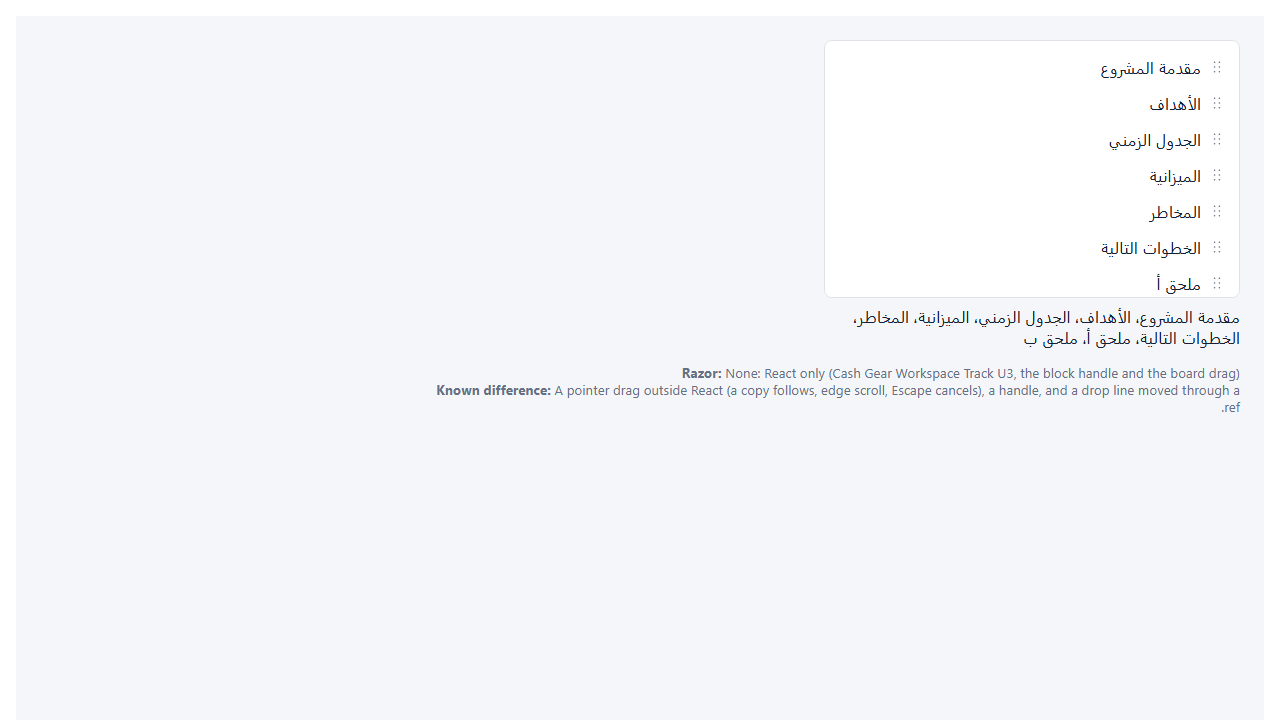 مقدمة المشروع
الأهداف
الجدول الزمني
الميزانية
المخاطر
الخطوات التالية
ملحق أ
مقدمة المشروع، الأهداف، الجدول الزمني، الميزانية، المخاطر،
الخطوات التالية، ملحق أ، ملحق ب
Razor: None: React only (Cash Gear Workspace Track U3, the block handle and the board drag)
Known difference: A pointer drag outside React (a copy follows, edge scroll, Escape cancels), a handle, and a drop line moved through a
ref.